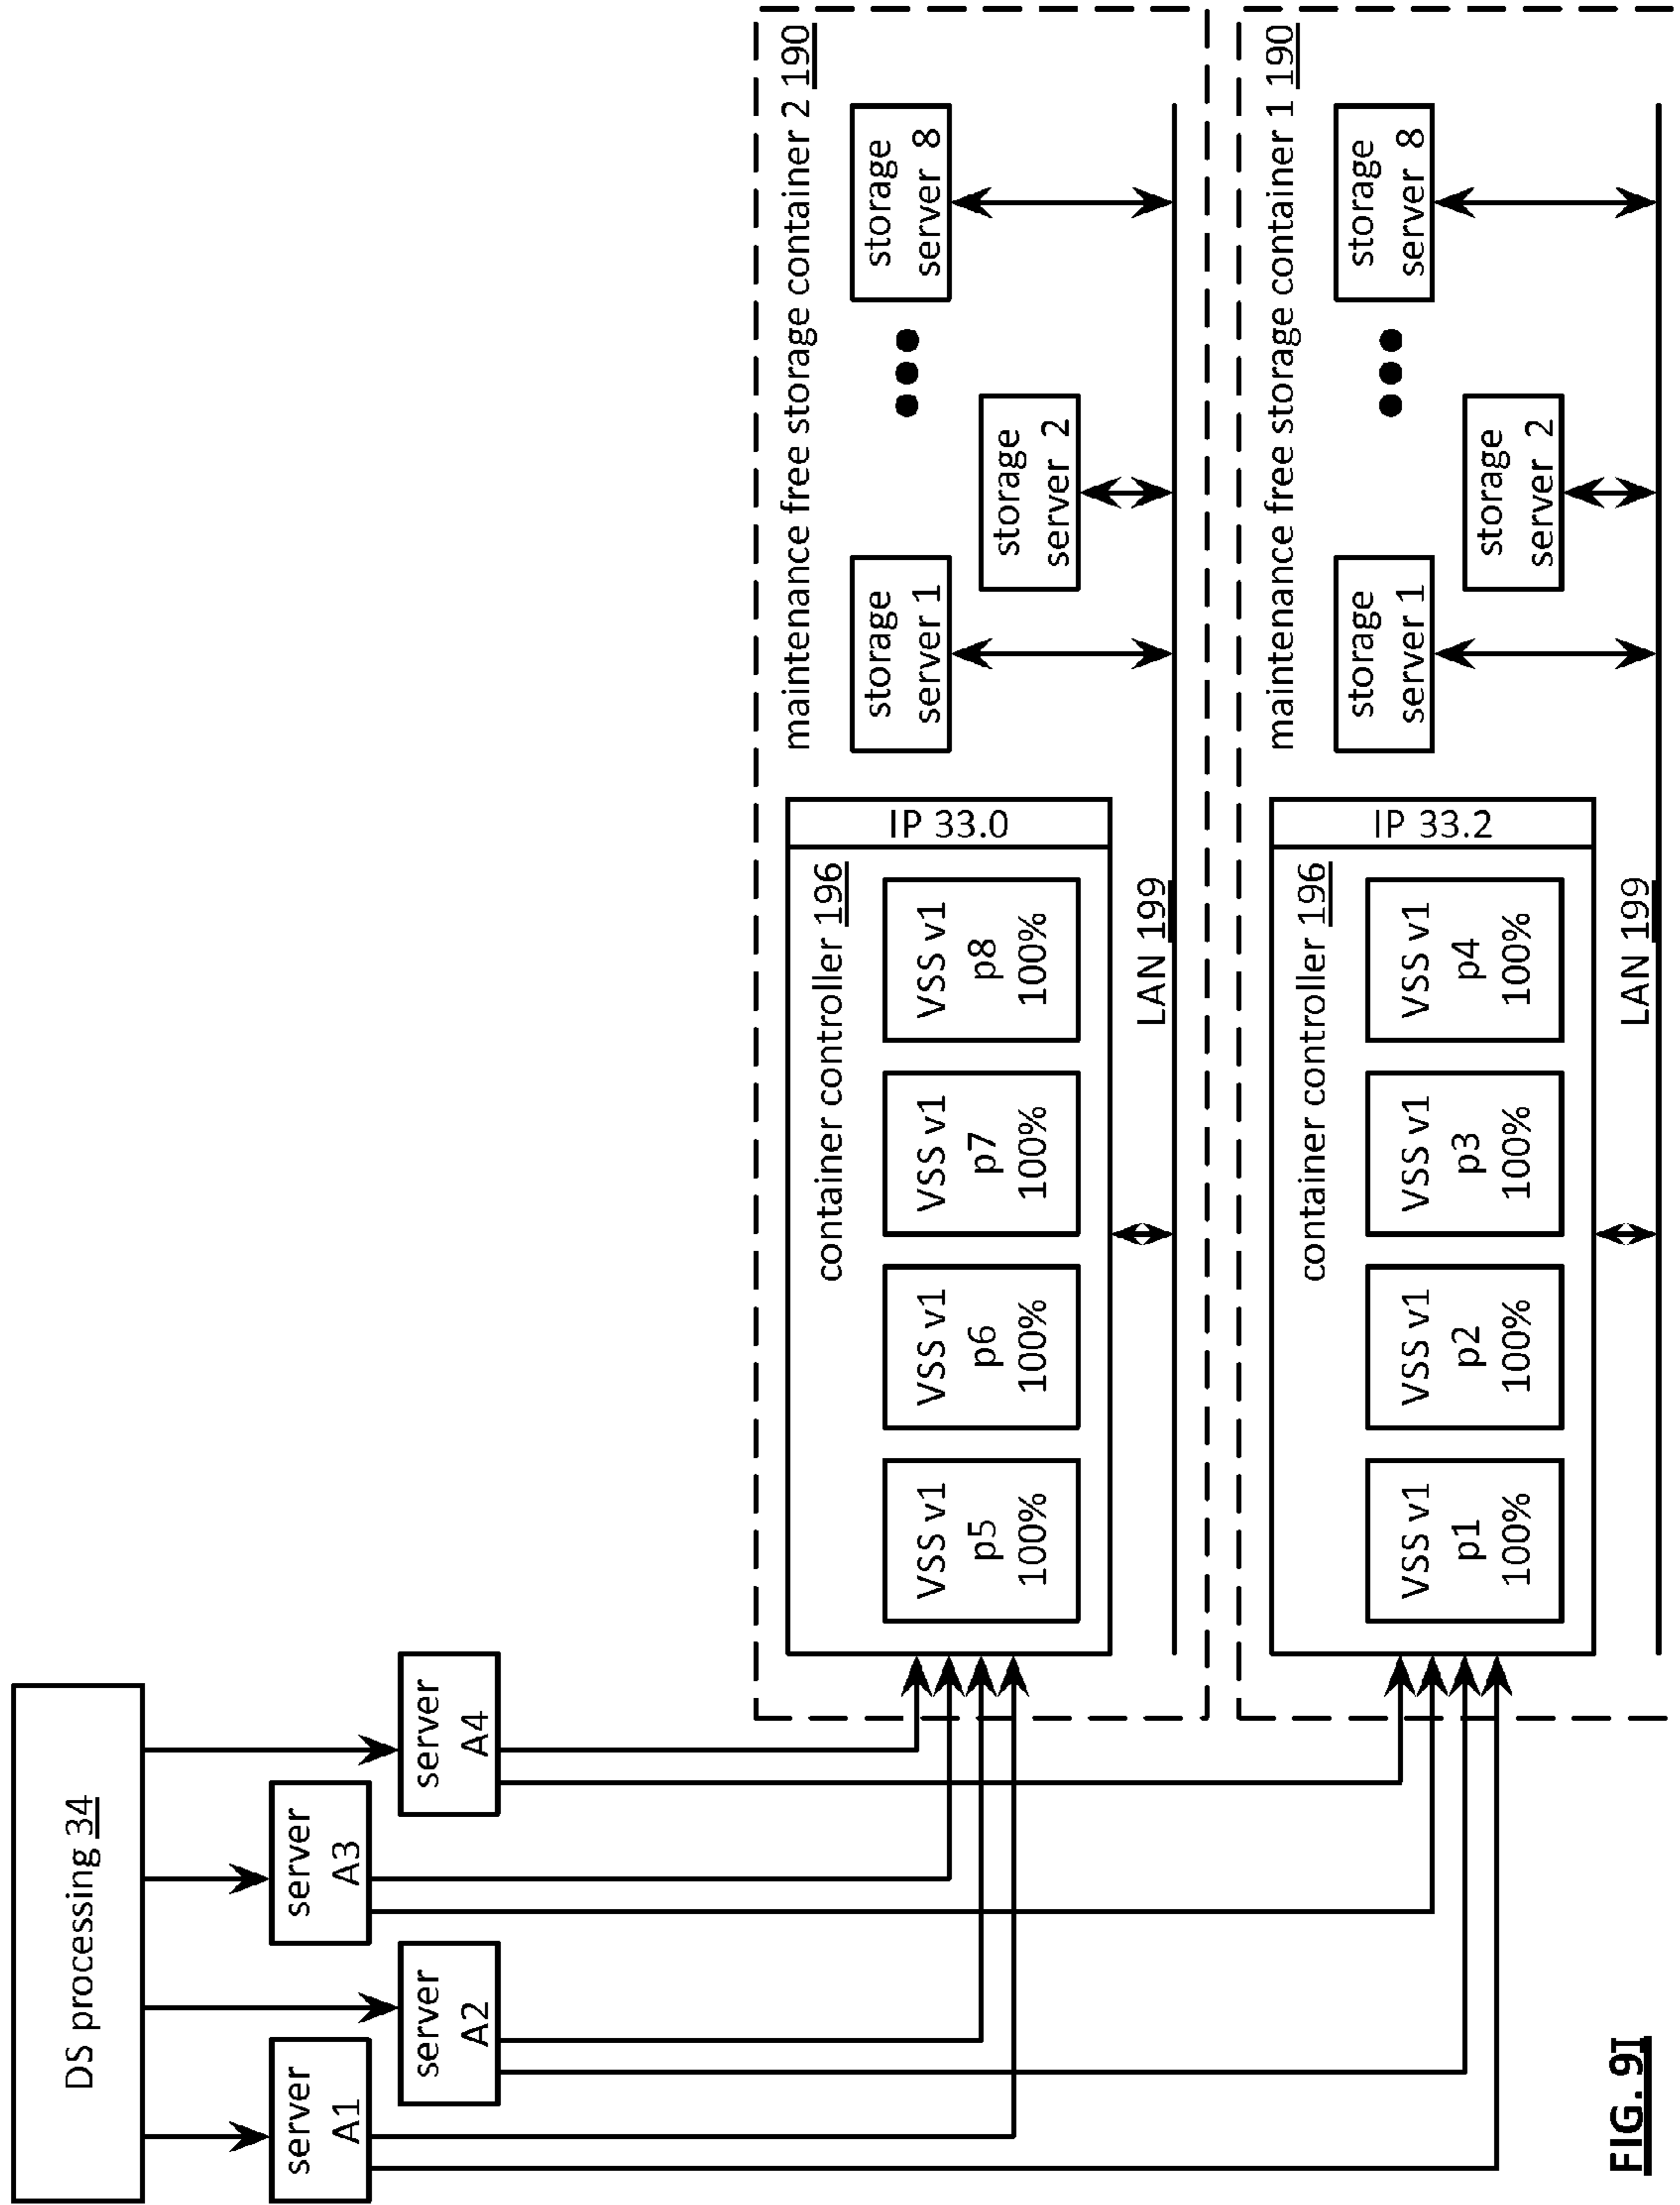 DS processing 34
server
A1
server
A2
server
A3
server
A4
maintenance free storage container 2 190
container controller 196
IP 33.0
VSS v1
p5
100%
VSS v1
p6
100%
VSS v1
p7
100%
VSS v1
p8
100%
storage
server 1
storage
server 2
storage
server 8
LAN 199
maintenance free storage container 1 190
container controller 196
IP 33.2
VSS v1
p1
100%
VSS v1
p2
100%
VSS v1
p3
100%
VSS v1
p4
100%
storage
server 1
storage
server 2
storage
server 8
LAN 199
FIG. 9I